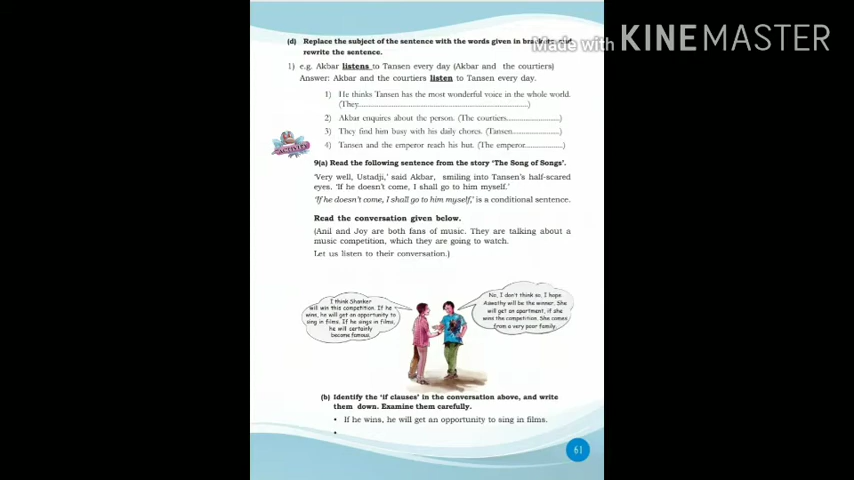 (d) Replace the subject of the sentence with the words given in brackets and
rewrite the sentence.
Made with KINEMASTER
1) e.g. Akbar listens to Tansen every day (Akbar and the courtiers)
Answer: Akbar and the courtiers listen to Tansen every day.
1) He thinks Tansen has the most wonderful voice in the whole world.
(They..............................................................)
2) Akbar enquires about the person. (The courtiers....................)
3) They find him busy with his daily chores. (Tansen.................)
4) Tansen and the emperor reach his hut. (The emperor..............)
ACTIVITY
9(a) Read the following sentence from the story 'The Song of Songs'.
'Very well, Ustadji,' said Akbar, smiling into Tansen's half-scared
eyes. 'If he doesn't come, I shall go to him myself.'
'If he doesn't come, I shall go to him myself,' is a conditional sentence.
Read the conversation given below.
(Anil and Joy are both fans of music. They are talking about a
music competition, which they are going to watch.
Let us listen to their conversation.)
I think Shanker
will win this competition. If he
wins, he will get an opportunity to
sing in films. If he sings in films,
he will certainly
become famous.
No, I don't think so, I hope
Aswathy will be the winner. She
will get an apartment, if she
wins the competition. She comes
from a very poor family.
(b) Identify the 'if clauses' in the conversation above, and write
them down. Examine them carefully.
• If he wins, he will get an opportunity to sing in films.
•
61